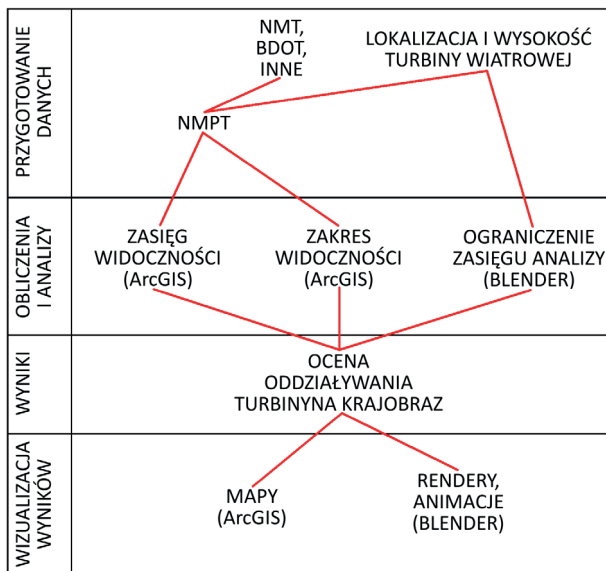 PRZYGOTOWANIE
DANYCH
NMT,
BDOT,
INNE
LOKALIZACJA I WYSOKOŚĆ
TURBINY WIATROWEJ
NMPT
OBLICZENIA
I ANALIZY
ZASIĘG
WIDOCZNOŚCI
(ArcGIS)
ZAKRES
WIDOCZNOŚCI
(ArcGIS)
OGRANICZENIE
ZASIĘGU ANALIZY
(BLENDER)
WYNIKI
OCENA
ODDZIAŁYWANIA
TURBINYNA KRAJOBRAZ
WIZUALIZACJA
WYNIKÓW
MAPY
(ArcGIS)
RENDERY,
ANIMACJE
(BLENDER)